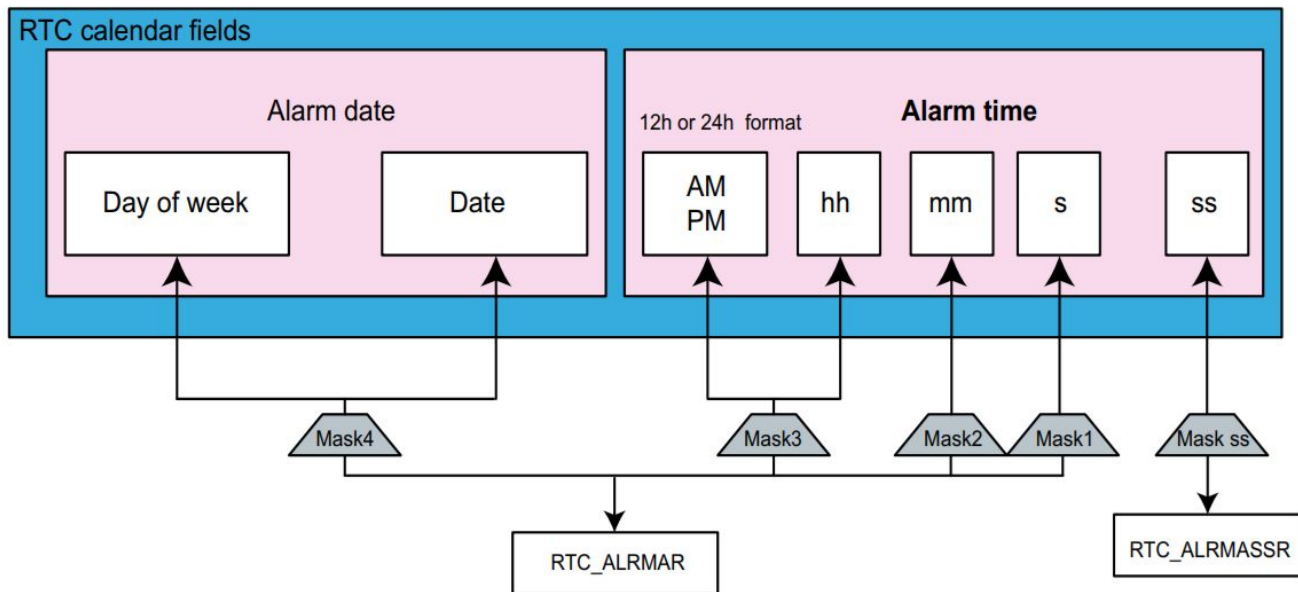 RTC calendar fields
Alarm date
12h or 24h format
Alarm time
Day of week
Date
AM
PM
hh
mm
s
ss
Mask4
Mask3
Mask2
Mask1
Mask ss
RTC_ALRMAR
RTC_ALRMASSR